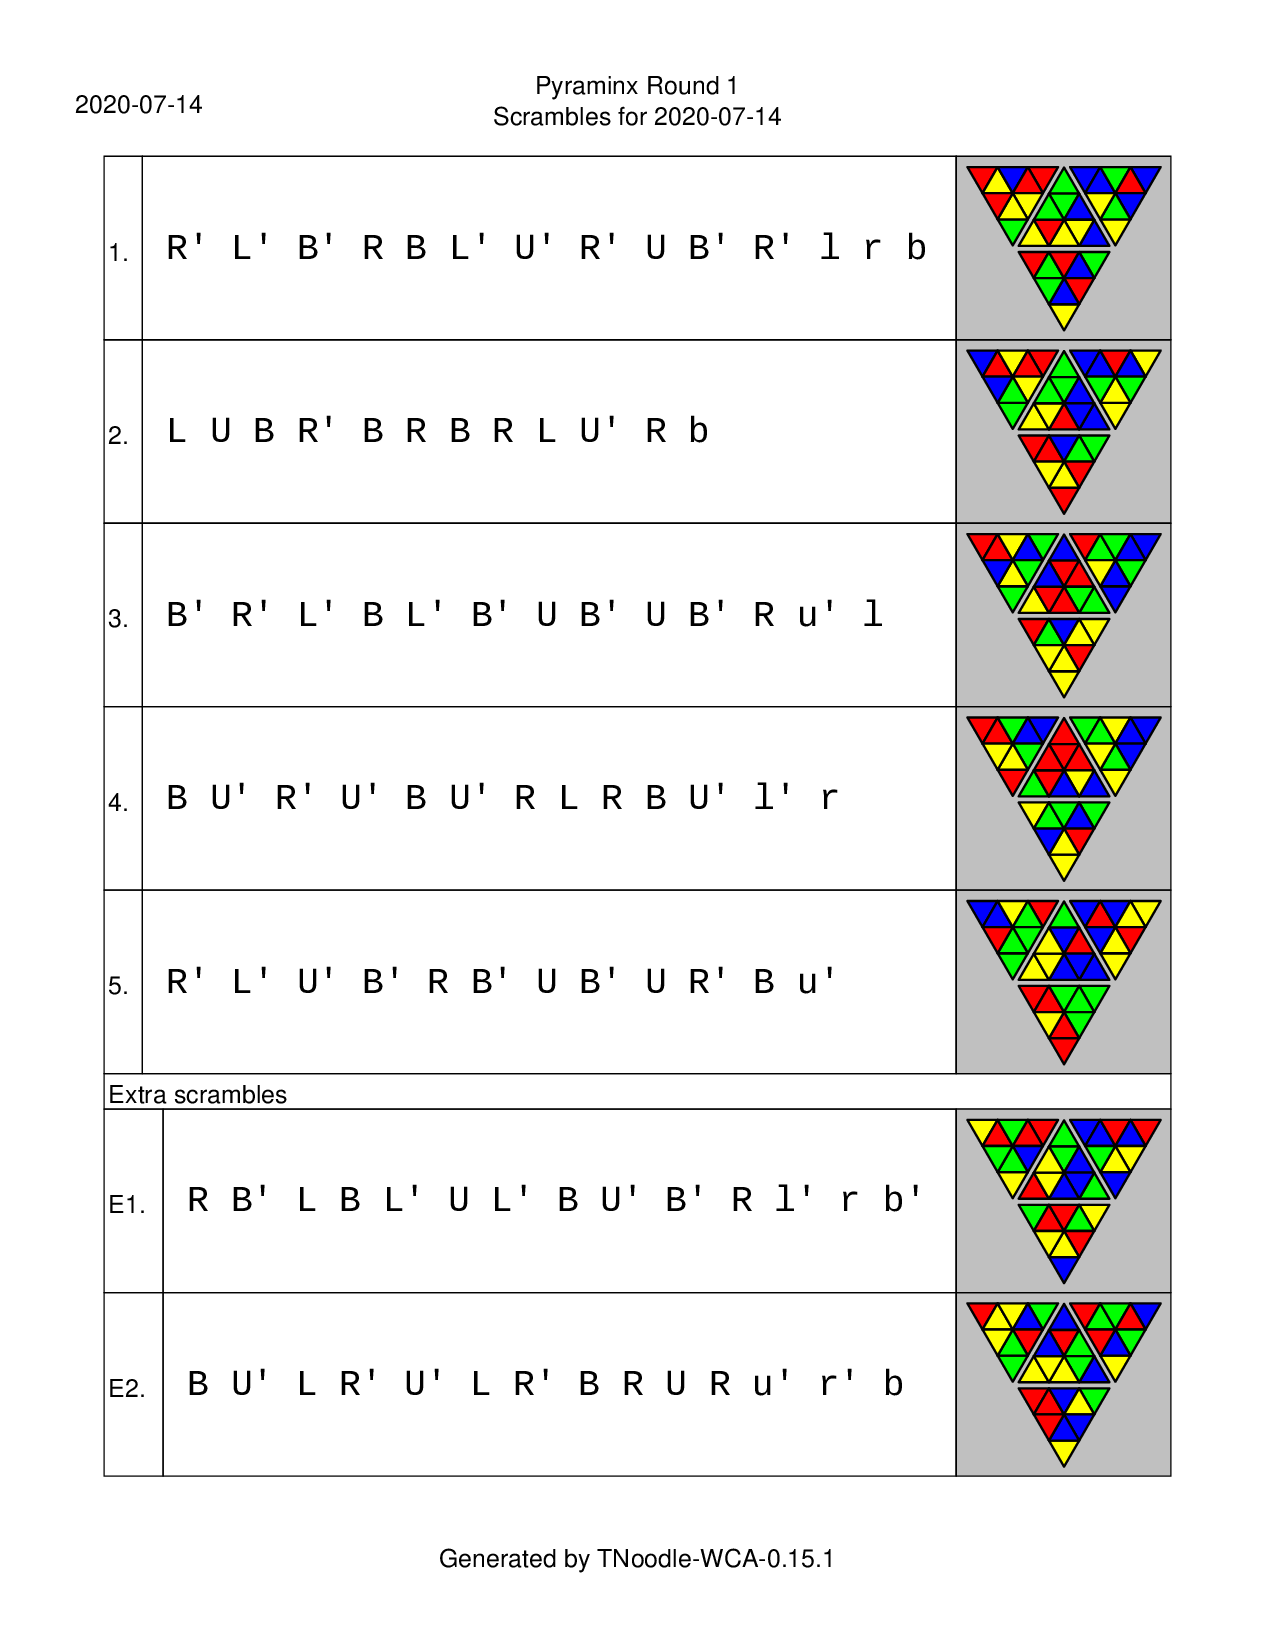 Pyraminx Round 1
2020-07-14
Scrambles for 2020-07-14
1. R' L' B' R B L' U' R' U B' R' l r b
2. L U B R' B R B R L U' R b
3. B' R' L' B L' B' U B' U B' R u' l
4. B U' R' U' B U' R L R B U' l' r
5. R' L' U' B' R B' U B' U R' B u'
Extra scrambles
E1. R B' L B L' U L' B U' B' R l' r b'
E2. B U' L R' U' L R' B R U R u' r' b
Generated by TNoodle-WCA-0.15.1